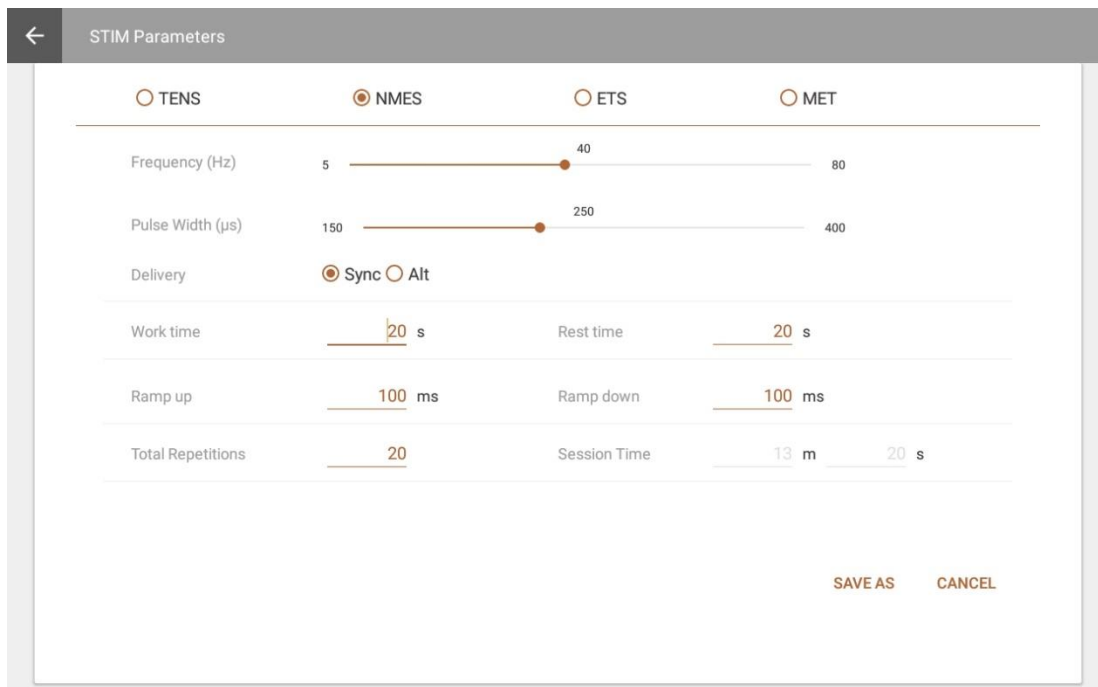 STIM Parameters
TENS NMES ETS MET
Frequency (Hz) 5 40 80
Pulse Width (µs) 150 250 400
Delivery Sync Alt
Work time 20 s Rest time 20 s
Ramp up 100 ms Ramp down 100 ms
Total Repetitions 20 Session Time 13 m 20 s
SAVE AS CANCEL